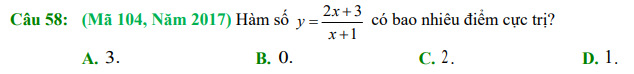 Câu 58: (Mã 104, Năm 2017) Hàm số y = \frac{2x+3}{x+1} có bao nhiêu điểm cực trị?
A. 3. B. 0. C. 2. D. 1.